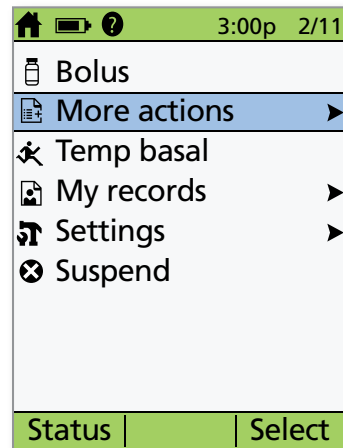 ? 3:00p 2/11
Bolus
More actions
Temp basal
My records
Settings
Suspend
Status Select